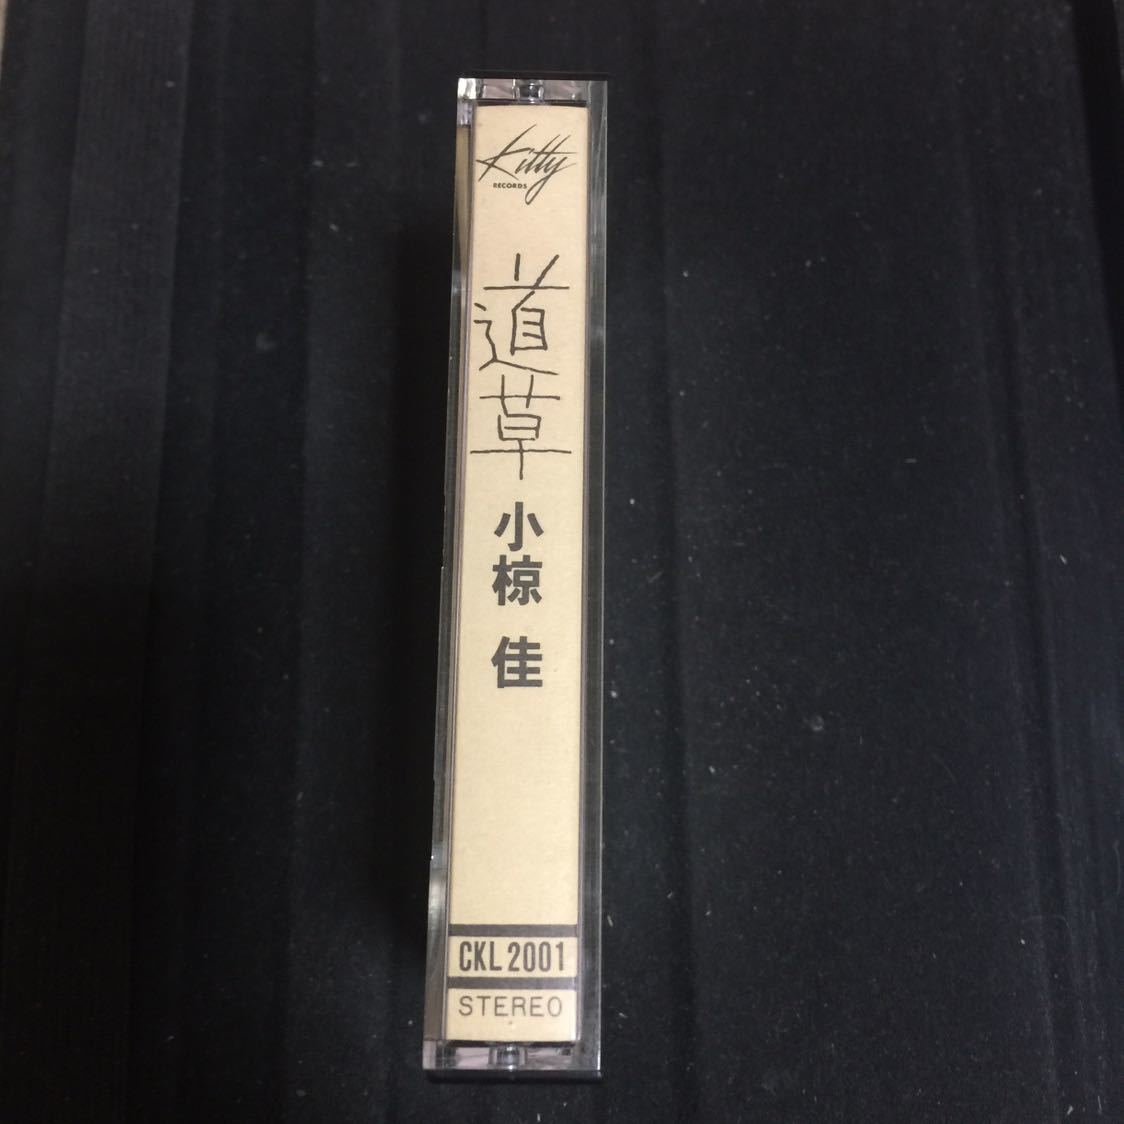 Kitty
RECORDS
道草
小椋 佳
CKL 2001
STEREO